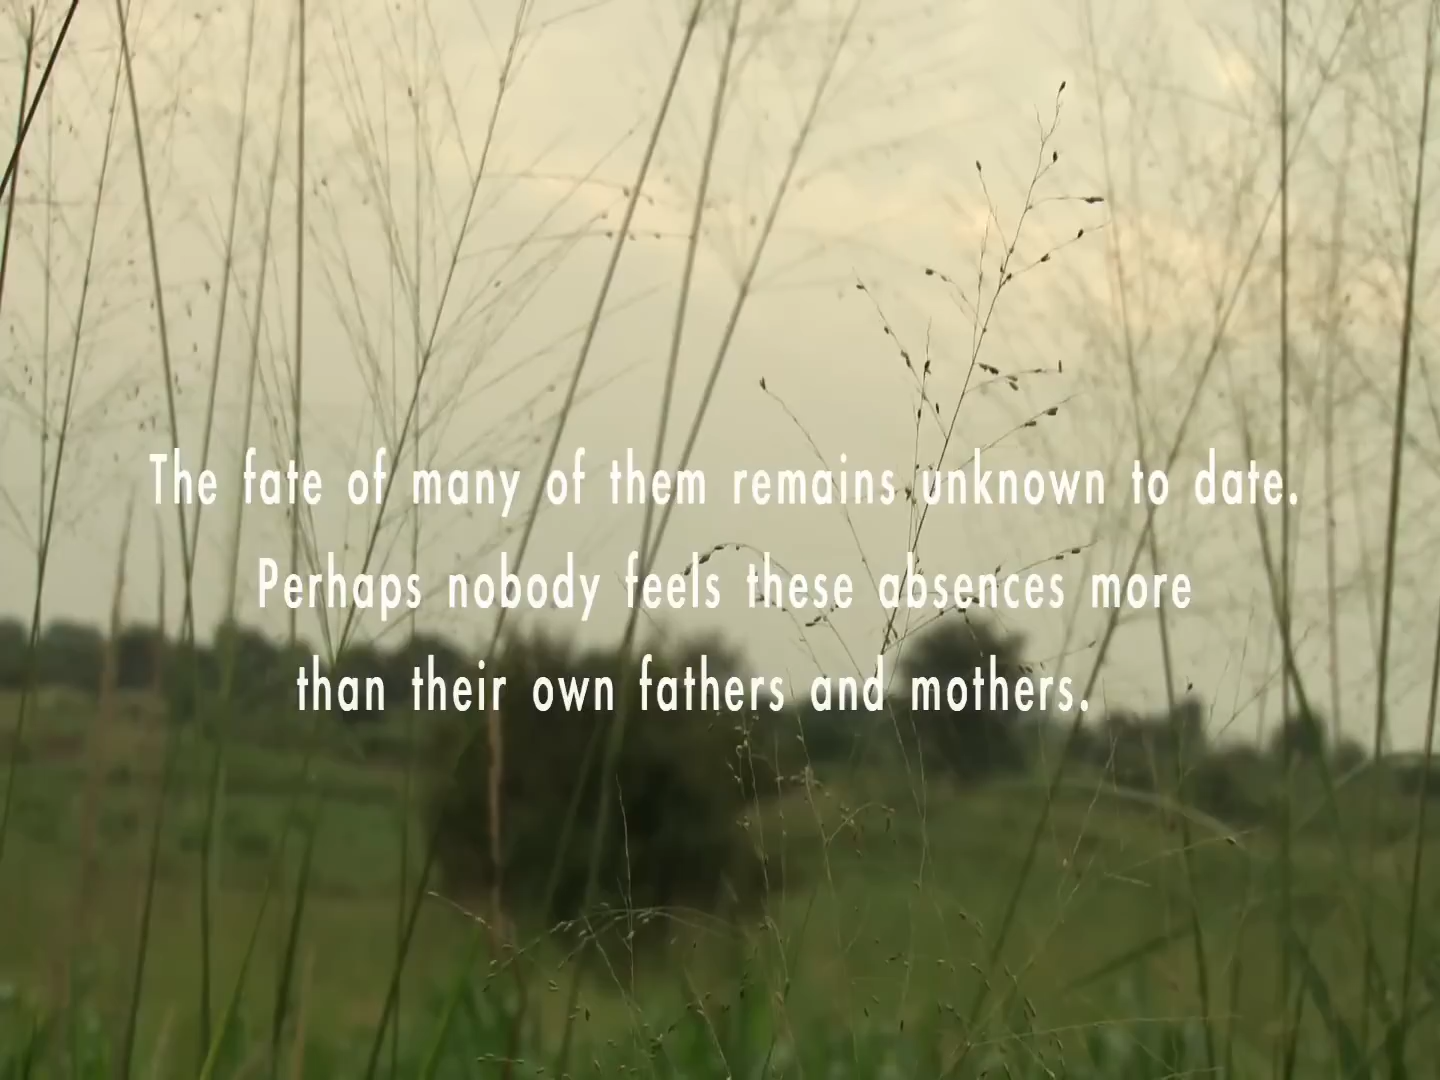 The fate of many of them remains unknown to date.
Perhaps nobody feels these absences more
than their own fathers and mothers.